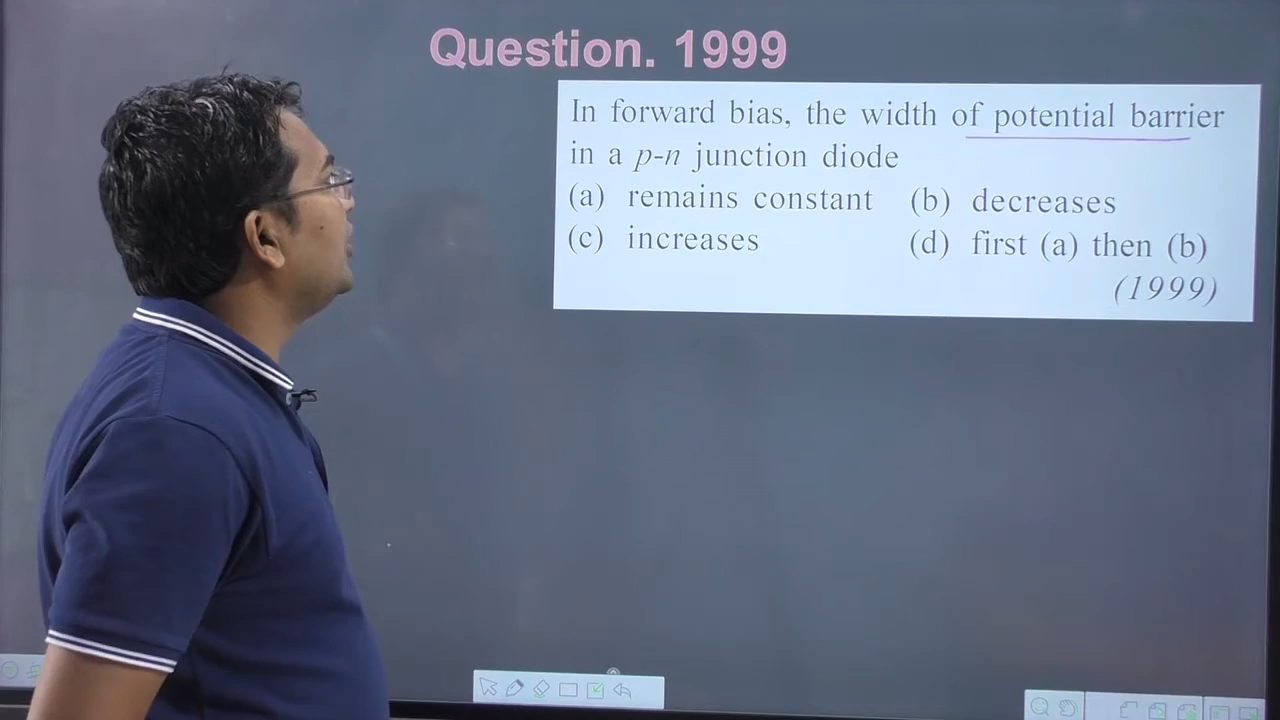 Question. 1999
In forward bias, the width of potential barrier
in a p-n junction diode
(a) remains constant (b) decreases
(c) increases (d) first (a) then (b)
(1999)